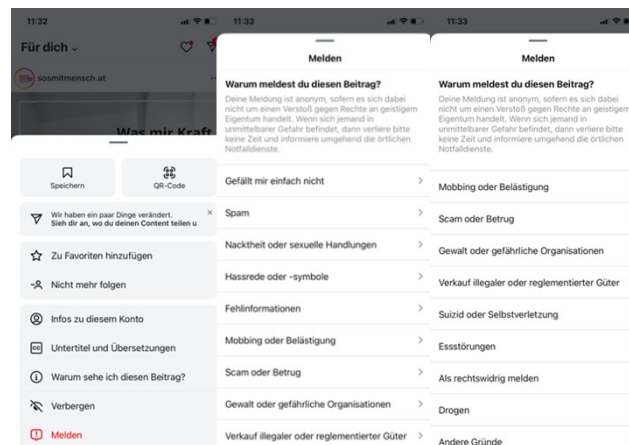 11:32
Für dich
sosmitmensch.at
Was mir Kraft
Speichern
QR-Code
Wir haben ein paar Dinge verändert.
Sieh dir an, wo du deinen Content teilen u
Zu Favoriten hinzufügen
Nicht mehr folgen
Infos zu diesem Konto
Untertitel und Übersetzungen
Warum sehe ich diesen Beitrag?
Verbergen
Melden
11:33
Melden
Warum meldest du diesen Beitrag?
Deine Meldung ist anonym, sofern es sich dabei
nicht um einen Verstoß gegen Rechte an geistigem
Eigentum handelt. Wenn sich jemand in
unmittelbarer Gefahr befindet, dann verliere bitte
keine Zeit und informiere umgehend die örtlichen
Notfalldienste.
Gefällt mir einfach nicht
Spam
Nacktheit oder sexuelle Handlungen
Hassrede oder -symbole
Fehlinformationen
Mobbing oder Belästigung
Scam oder Betrug
Gewalt oder gefährliche Organisationen
Verkauf illegaler oder reglementierter Güter
11:33
Melden
Warum meldest du diesen Beitrag?
Deine Meldung ist anonym, sofern es sich dabei
nicht um einen Verstoß gegen Rechte an geistigem
Eigentum handelt. Wenn sich jemand in
unmittelbarer Gefahr befindet, dann verliere bitte
keine Zeit und informiere umgehend die örtlichen
Notfalldienste.
Mobbing oder Belästigung
Scam oder Betrug
Gewalt oder gefährliche Organisationen
Verkauf illegaler oder reglementierter Güter
Suizid oder Selbstverletzung
Essstörungen
Als rechtswidrig melden
Drogen
Andere Gründe